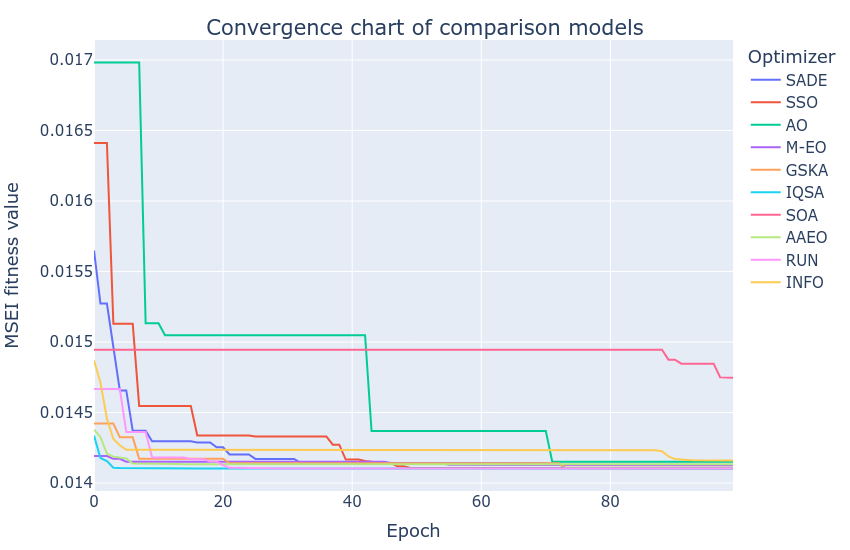 Convergence chart of comparison models
MSEI fitness value
0.017
0.0165
0.016
0.0155
0.015
0.0145
0.014
0
20
40
60
80
Epoch
Optimizer
SADE
SSO
AO
M-EO
GSKA
IQSA
SOA
AAEO
RUN
INFO